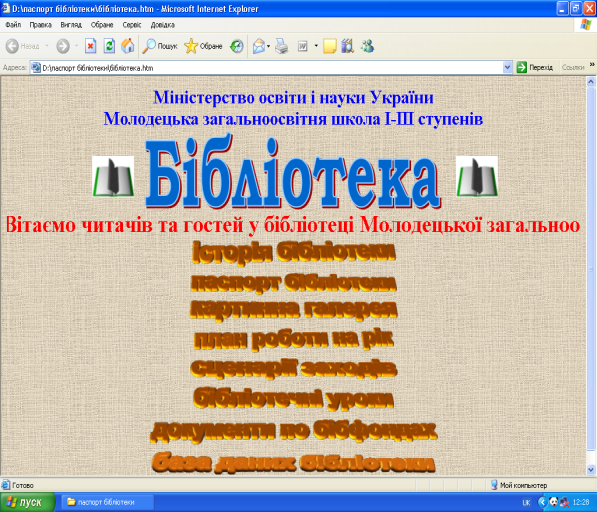 D:\паспорт бібліотеки\бібліотека.htm - Microsoft Internet Explorer
Файл Правка Вигляд Обране Сервіс Довідка
Назад Пошук Обране
Адреса: D:\паспорт бібліотеки\бібліотека.htm Перехід Ссылки »
Міністерство освіти і науки України
Молодецька загальноосвітня школа І-ІІІ ступенів
Бібліотека
Вітаємо читачів та гостей у бібліотеці Молодецької загальноо
історія бібліотеки
паспорт бібліотеки
картинна галерея
план роботи на рік
сценарії заходів
бібліотечні уроки
документи по бібфондах
база даних бібліотеки
Готово Мой компьютер
пуск паспорт бібліотеки UK 12:28